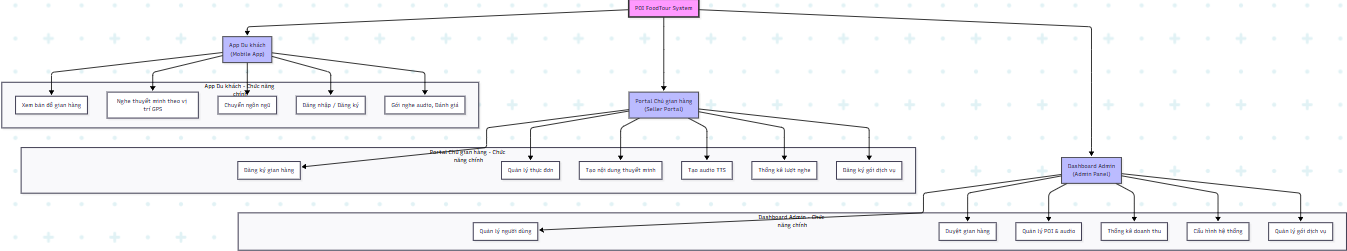 POI FoodTour System
App Du khách
(Mobile App)
App Du khách - Chức năng
chính
Xem bản đồ gian hàng
Nghe thuyết minh theo vị
trí GPS
Chuyển ngôn ngữ
Đăng nhập / Đăng ký
Gói nghe audio, Đánh giá
Portal Chủ gian hàng
(Seller Portal)
Portal Chủ gian hàng - Chức
năng chính
Đăng ký gian hàng
Quản lý thực đơn
Tạo nội dung thuyết minh
Tạo audio TTS
Thống kê lượt nghe
Đăng ký gói dịch vụ
Dashboard Admin
(Admin Panel)
Dashboard Admin - Chức
năng chính
Quản lý người dùng
Duyệt gian hàng
Quản lý POI & audio
Thống kê doanh thu
Cấu hình hệ thống
Quản lý gói dịch vụ